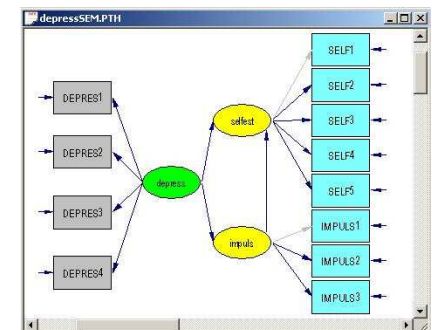 depressSEM.PTH
SELF1
SELF2
DEPRES1
selfest
SELF3
DEPRES2
SELF4
depress
SELF5
DEPRES3
IMPULS1
impuls
IMPULS2
DEPRES4
IMPULS3